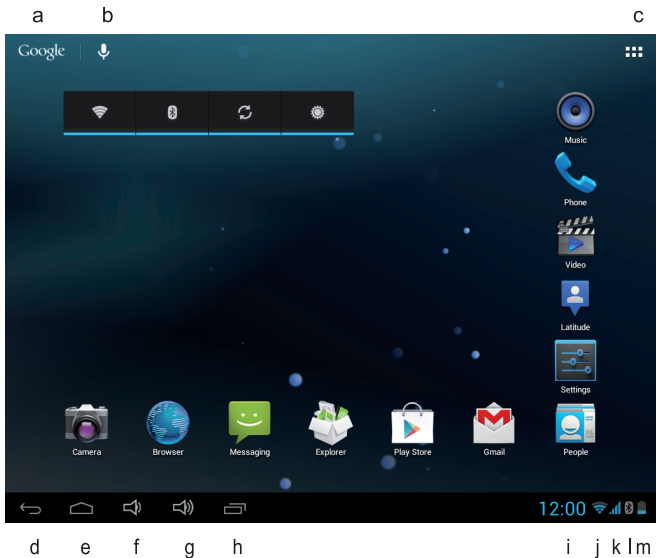 a b c
Google
Music
Phone
Video
Latitude
Settings
Camera Browser Messaging Explorer Play Store Gmail People
12:00
d e f g h i j k l m